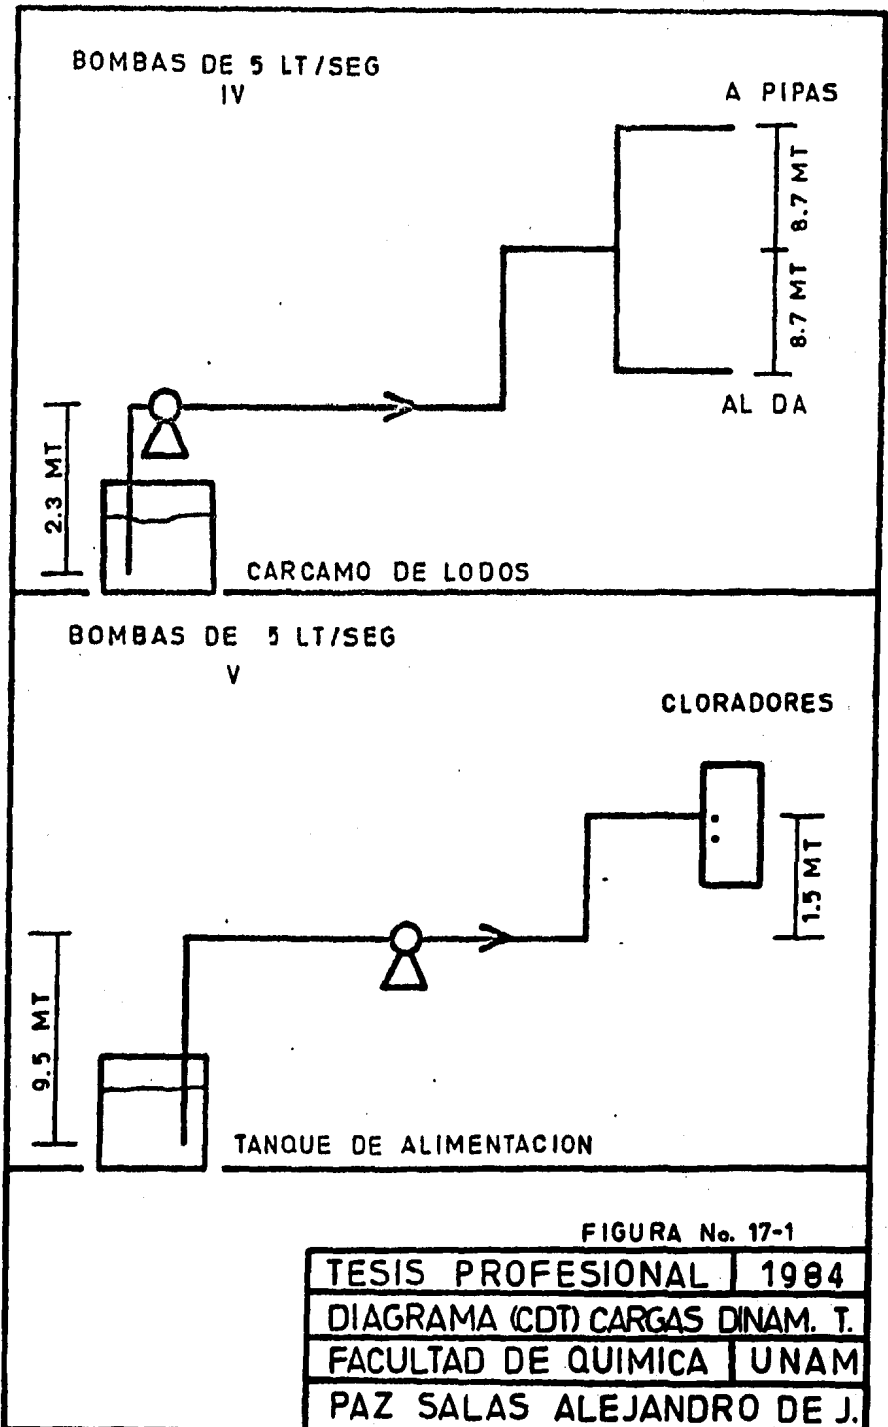 BOMBAS DE 5 LT/SEG
IV
A PIPAS
8.7 MT
8.7 MT
AL DA
2.3 MT
CARCAMO DE LODOS
BOMBAS DE 5 LT/SEG
V
CLORADORES
1.5 MT
9.5 MT
TANQUE DE ALIMENTACION
FIGURA No. 17-1
TESIS PROFESIONAL 1984
DIAGRAMA (CDT) CARGAS DINAM. T.
FACULTAD DE QUIMICA UNAM
PAZ SALAS ALEJANDRO DE J.